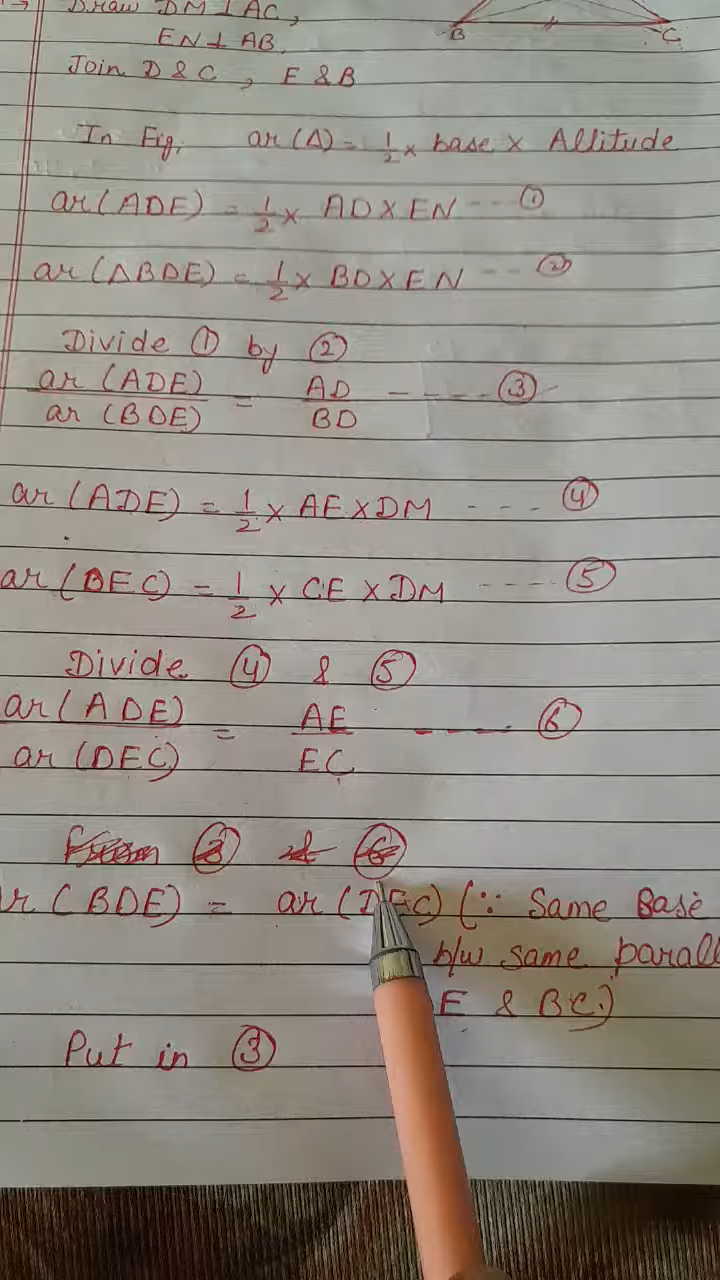 Draw DM ⊥ AC,
EN ⊥ AB.
Join D & C, E & B
B C
In Fig. ar(Δ) = 1/2 × base × Altitude
ar(ADE) = 1/2 × AD × EN --- ①
ar(ΔBDE) = 1/2 × BD × EN --- ②
Divide ① by ②
ar(ADE)/ar(BDE) = AD/BD ----- ③
ar(ADE) = 1/2 × AE × DM --- ④
ar(DEC) = 1/2 × CE × DM ---- ⑤
Divide ④ & ⑤
ar(ADE)/ar(DEC) = AE/EC ---- ⑥
From ③ & ⑥
r(BDE) = ar(DEC) (∵ Same Base
b/w same parall
E & BC.)
Put in ③